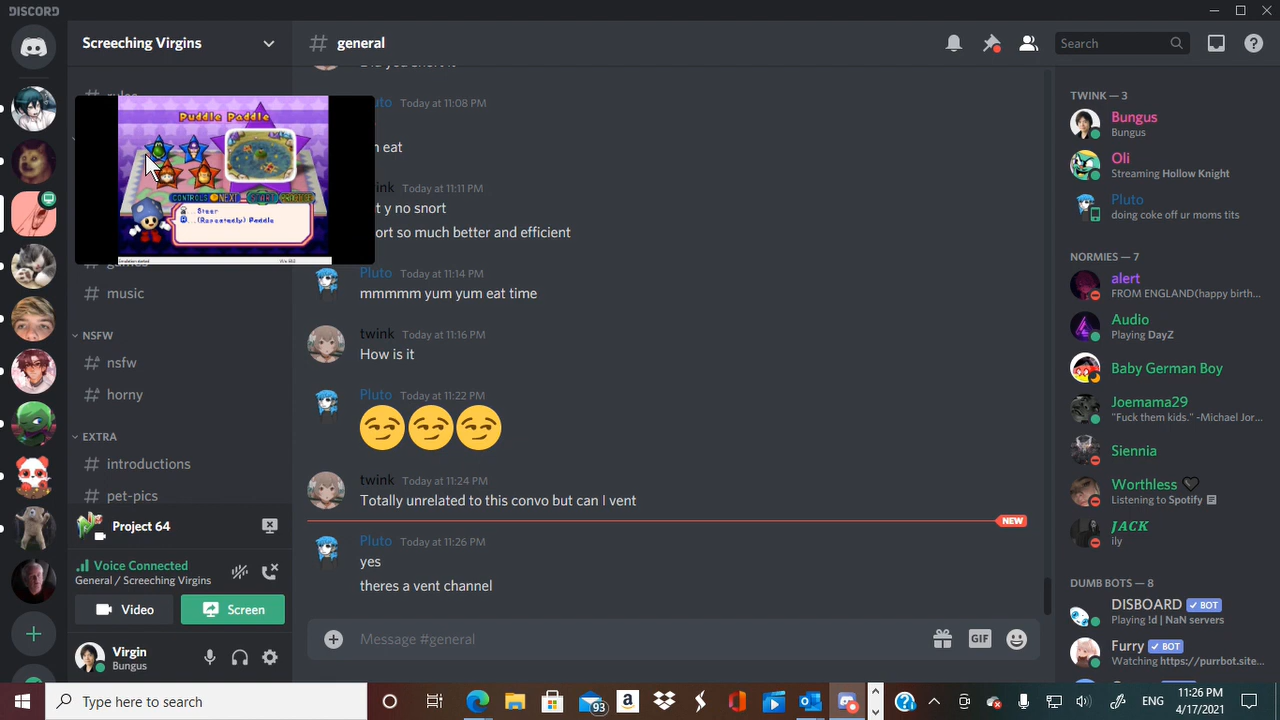 DISCORD
Screeching Virgins
general
Search
Pluto Today at 11:08 PM
eat
Today at 11:11 PM
y no snort
so much better and efficient
Pluto Today at 11:14 PM
mmmmm yum yum eat time
twink Today at 11:16 PM
How is it
Pluto Today at 11:22 PM
twink Today at 11:24 PM
Totally unrelated to this convo but can I vent
NEW
Pluto Today at 11:26 PM
yes
theres a vent channel
Message #general
GIF
rules
Puddle Paddle
CONTROLS NEXT
...Steer
...(Repeatedly) Paddle
games
# music
NSFW
# nsfw
# horny
EXTRA
# introductions
# pet-pics
Project 64
Voice Connected
General / Screeching Virgins
Video
Screen
Virgin
Bungus
TWINK — 3
Bungus
Bungus
Oli
Streaming Hollow Knight
Pluto
doing coke off ur moms tits
NORMIES — 7
alert
FROM ENGLAND(happy birth...
Audio
Playing DayZ
Baby German Boy
Joemama29
"Fuck them kids." -Michael Jor...
Siennia
Worthless
Listening to Spotify
JACK
ily
DUMB BOTS — 8
DISBOARD ✓ BOT
Playing !d | NaN servers
Furry ✓ BOT
Watching https://purrbot.site...
Type here to search
93
a
ENG
11:26 PM
4/17/2021